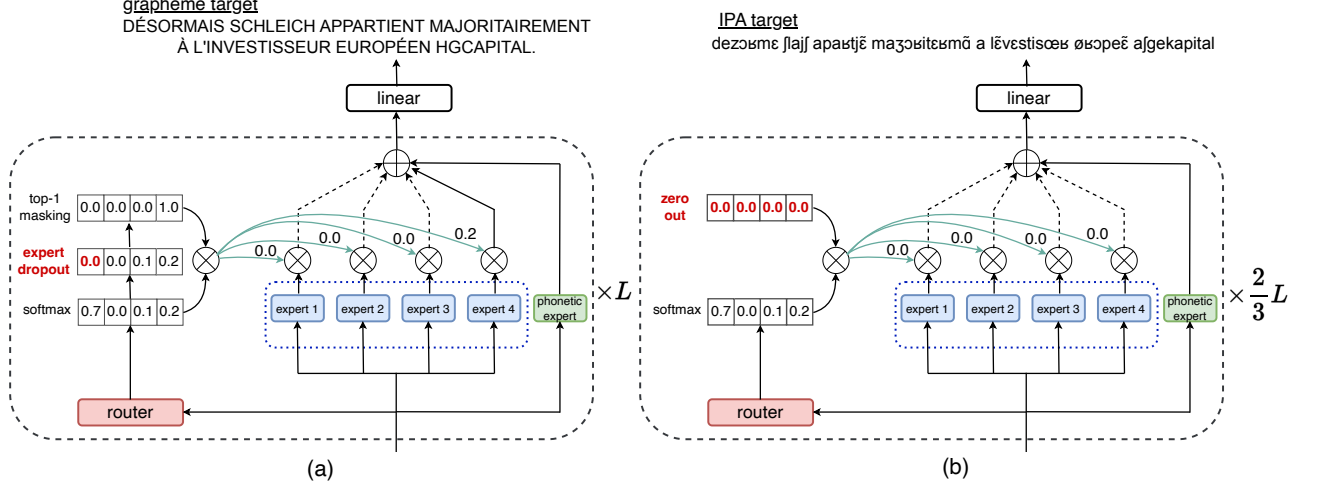 grapheme target
DÉSORMAIS SCHLEICH APPARTIENT MAJORITAIREMENT
À L'INVESTISSEUR EUROPÉEN HGCAPITAL.
linear
top-1
masking
0.0 0.0 0.0 1.0
expert
dropout
0.0 0.0 0.1 0.2
softmax
0.7 0.0 0.1 0.2
0.0
0.0
0.0
0.2
expert 1
expert 2
expert 3
expert 4
phonetic
expert
× L
router
(a)
IPA target
dezɔʁmɛ ʃlajʃ apaʁtjɛ̃ maʒɔʁitɛʁmɑ̃ a lɛ̃vɛstisœʁ øʁɔpeɛ̃ aʃɡekapital
linear
zero
out
0.0 0.0 0.0 0.0
softmax
0.7 0.0 0.1 0.2
0.0
0.0
0.0
0.0
expert 1
expert 2
expert 3
expert 4
phonetic
expert
× 2/3 L
router
(b)